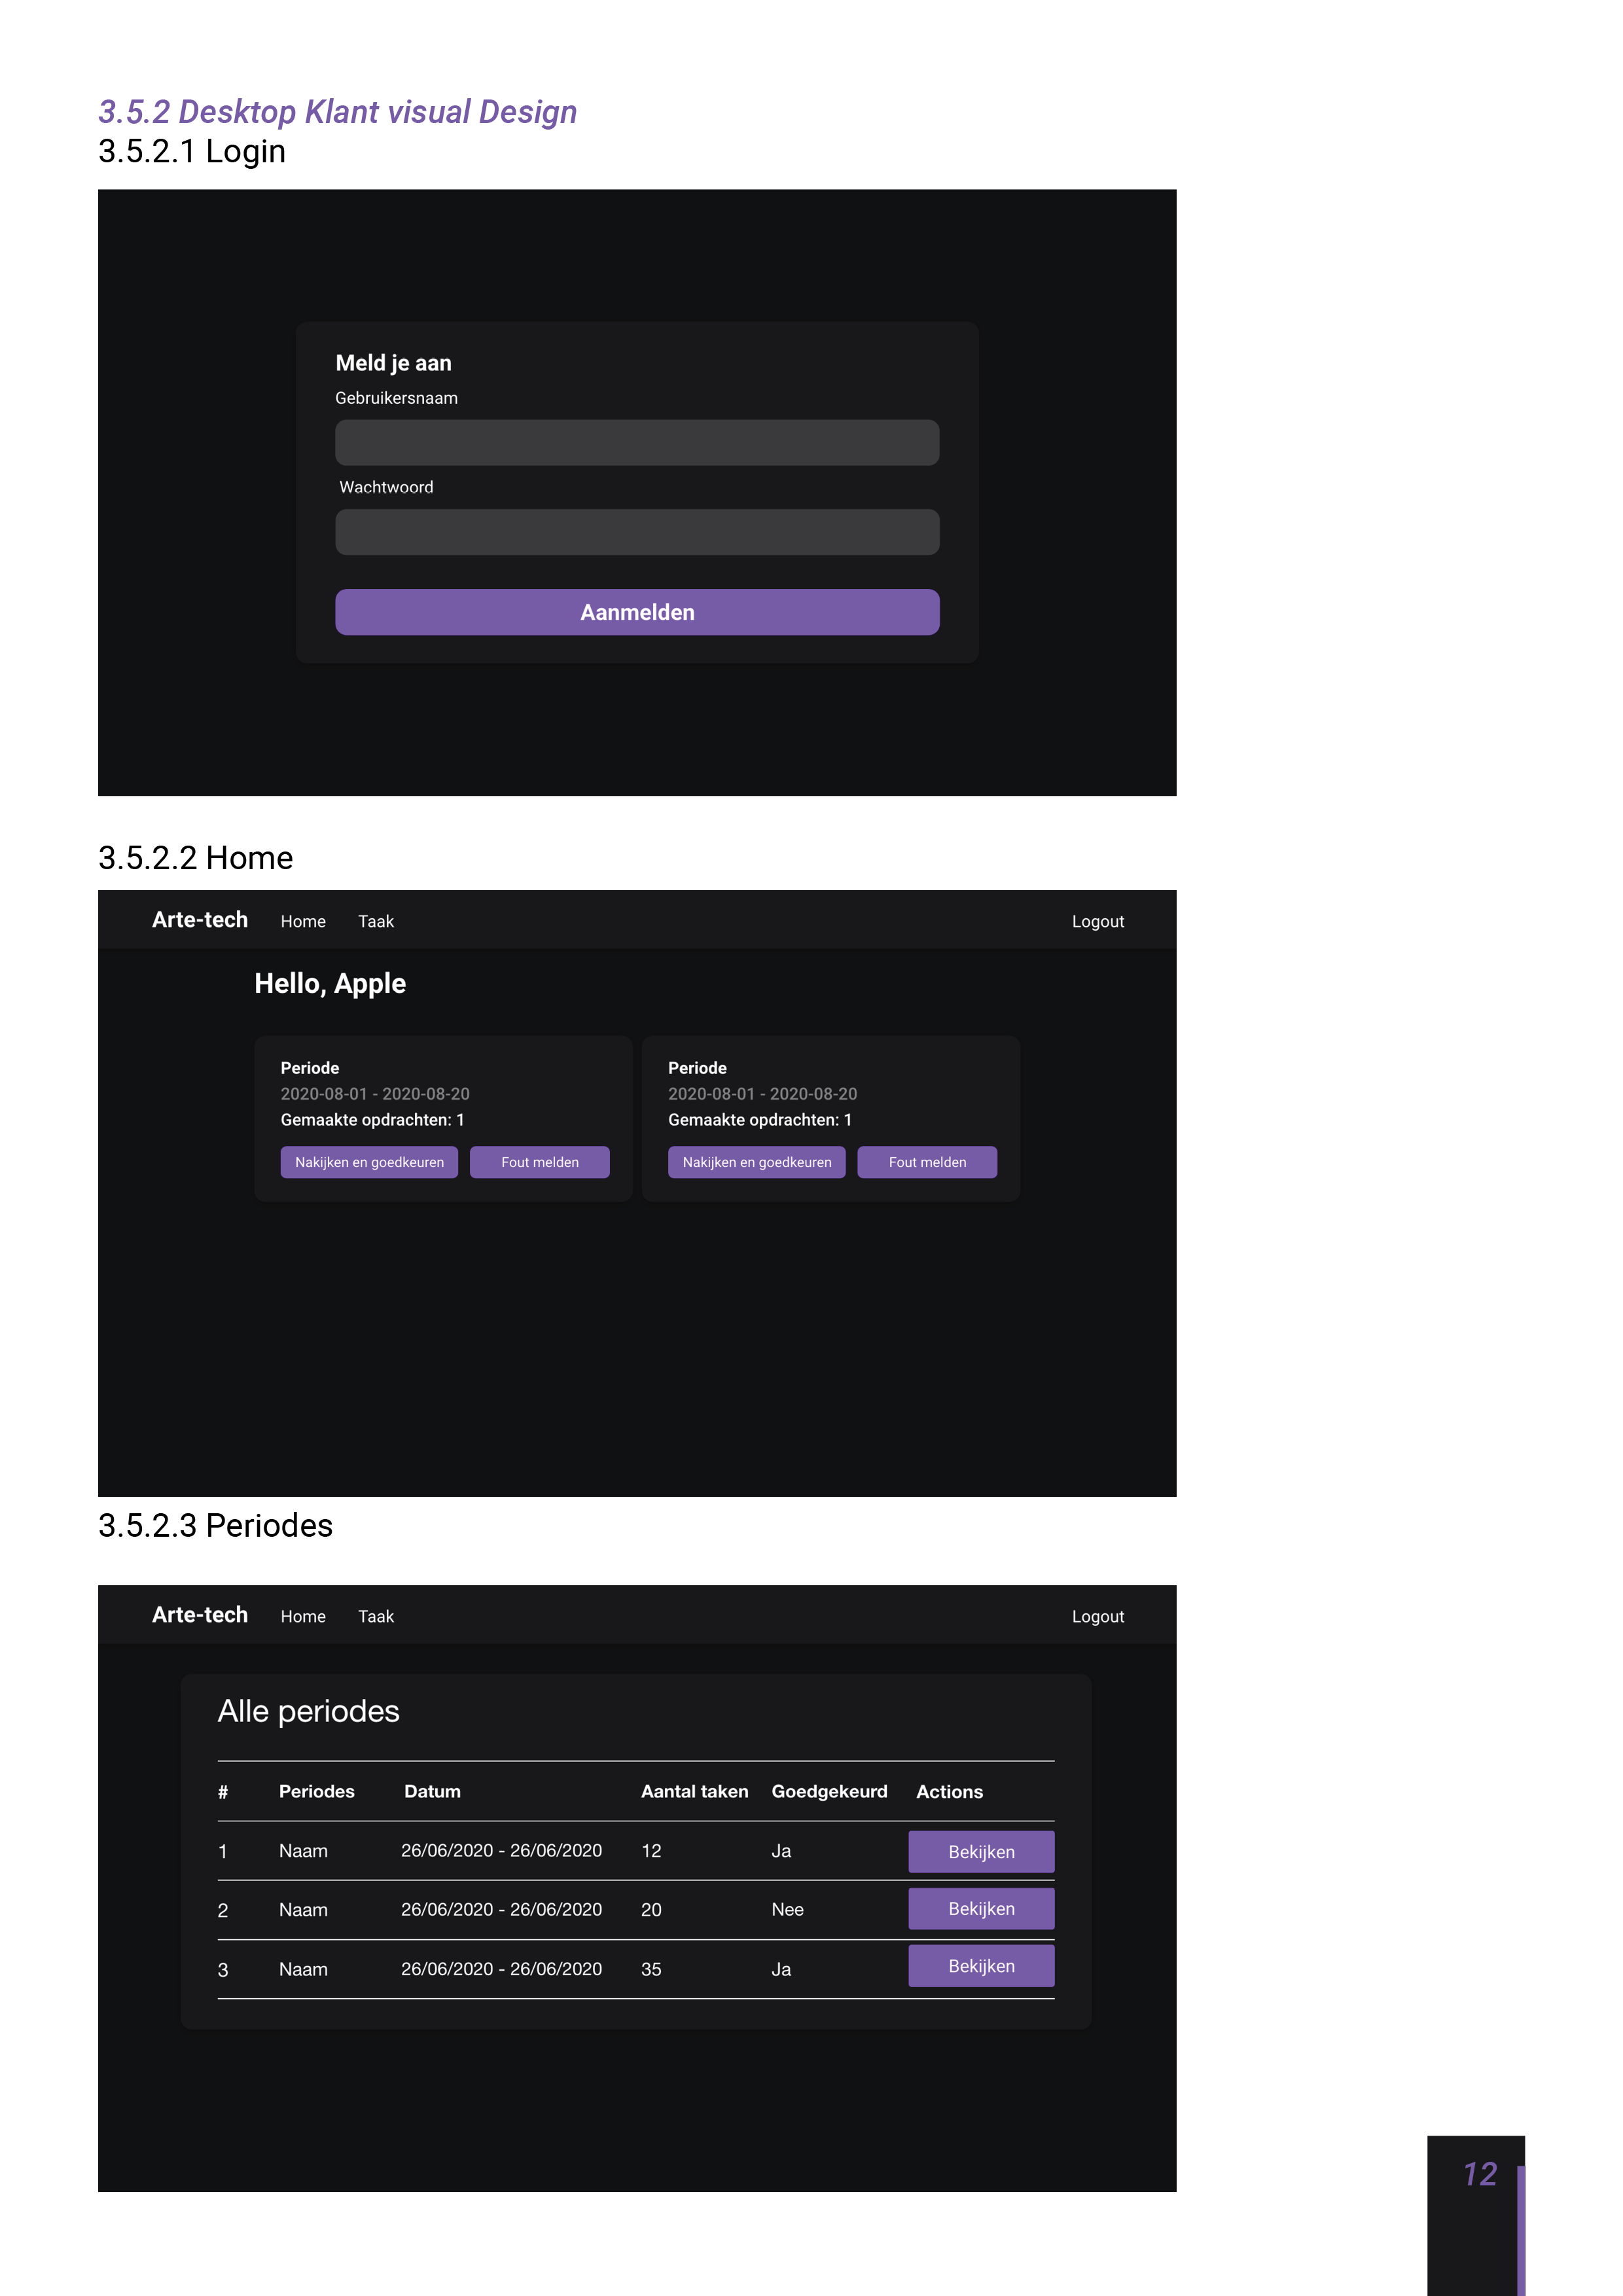 3.5.2 Desktop Klant visual Design
3.5.2.1 Login
Meld je aan
Gebruikersnaam
Wachtwoord
Aanmelden
3.5.2.2 Home
Arte-tech Home Taak Logout
Hello, Apple
Periode Periode
2020-08-01 - 2020-08-20 2020-08-01 - 2020-08-20
Gemaakte opdrachten: 1 Gemaakte opdrachten: 1
Nakijken en goedkeuren Fout melden Nakijken en goedkeuren Fout melden
3.5.2.3 Periodes
Arte-tech Home Taak Logout
Alle periodes
# Periodes Datum Aantal taken Goedgekeurd Actions
1 Naam 26/06/2020 - 26/06/2020 12 Ja Bekijken
2 Naam 26/06/2020 - 26/06/2020 20 Nee Bekijken
3 Naam 26/06/2020 - 26/06/2020 35 Ja Bekijken
12